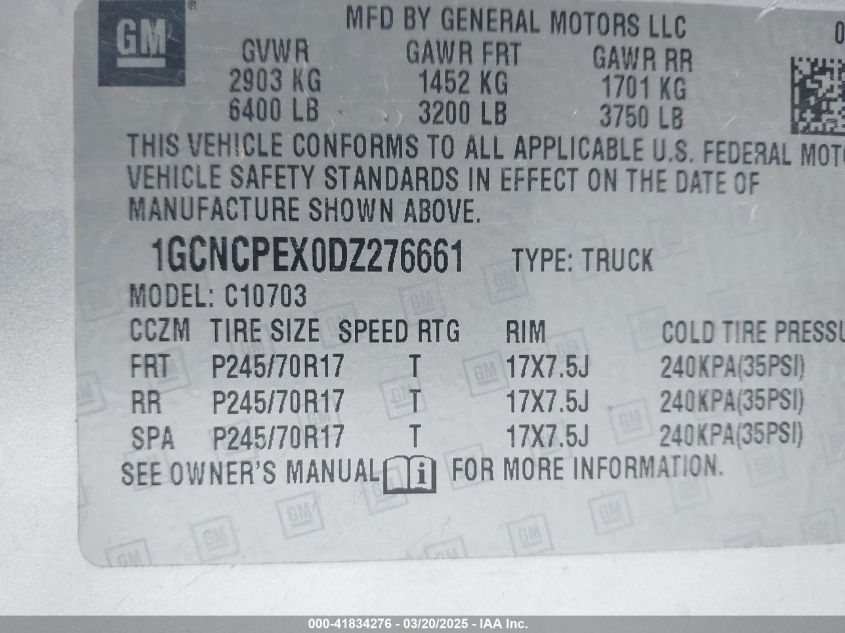 GM
MFD BY GENERAL MOTORS LLC
GVWR GAWR FRT GAWR RR
2903 KG 1452 KG 1701 KG
6400 LB 3200 LB 3750 LB
THIS VEHICLE CONFORMS TO ALL APPLICABLE U.S. FEDERAL MOT
VEHICLE SAFETY STANDARDS IN EFFECT ON THE DATE OF
MANUFACTURE SHOWN ABOVE.
1GCNCPEX0DZ276661 TYPE: TRUCK
MODEL: C10703
CCZM TIRE SIZE SPEED RTG RIM COLD TIRE PRESSU
FRT P245/70R17 T 17X7.5J 240KPA(35PSI)
RR P245/70R17 T 17X7.5J 240KPA(35PSI)
SPA P245/70R17 T 17X7.5J 240KPA(35PSI)
SEE OWNER'S MANUAL i FOR MORE INFORMATION.
000-41834276 - 03/20/2025 - IAA Inc.